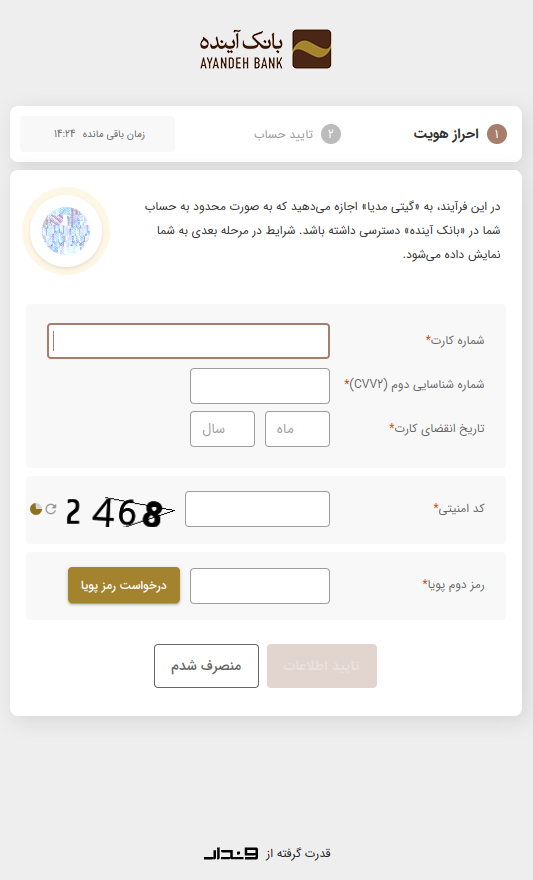 بانک آینده
AYANDEH BANK
۱ احراز هویت
۲ تایید حساب
زمان باقی مانده ۱۴:۲۴
در این فرآیند، به «گیتی مدیا» اجازه می‌دهید که به صورت محدود به حساب
شما در «بانک آینده» دسترسی داشته باشد. شرایط در مرحله بعدی به شما
نمایش داده می‌شود.
شماره کارت*
شماره شناسایی دوم (CVV2)*
تاریخ انقضای کارت*
ماه
سال
کد امنیتی*
2468
رمز دوم پویا*
درخواست رمز پویا
تایید اطلاعات
منصرف شدم
قدرت گرفته از وندار